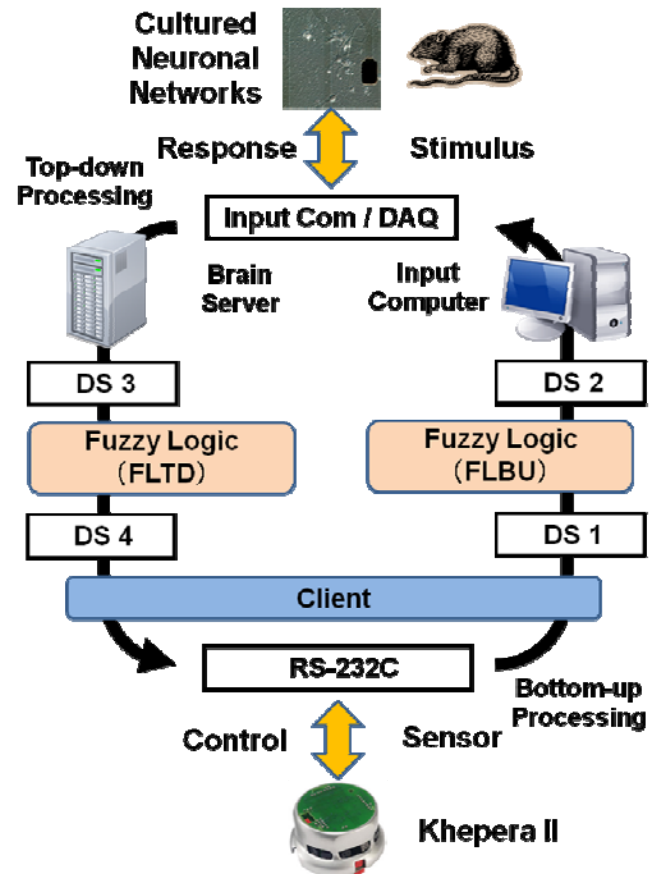 Cultured
Neuronal
Networks
Response
Stimulus
Top-down
Processing
Input Com / DAQ
Brain
Server
Input
Computer
DS 3
DS 2
Fuzzy Logic
(FLTD)
Fuzzy Logic
(FLBU)
DS 4
DS 1
Client
RS-232C
Bottom-up
Processing
Control
Sensor
Khepera II